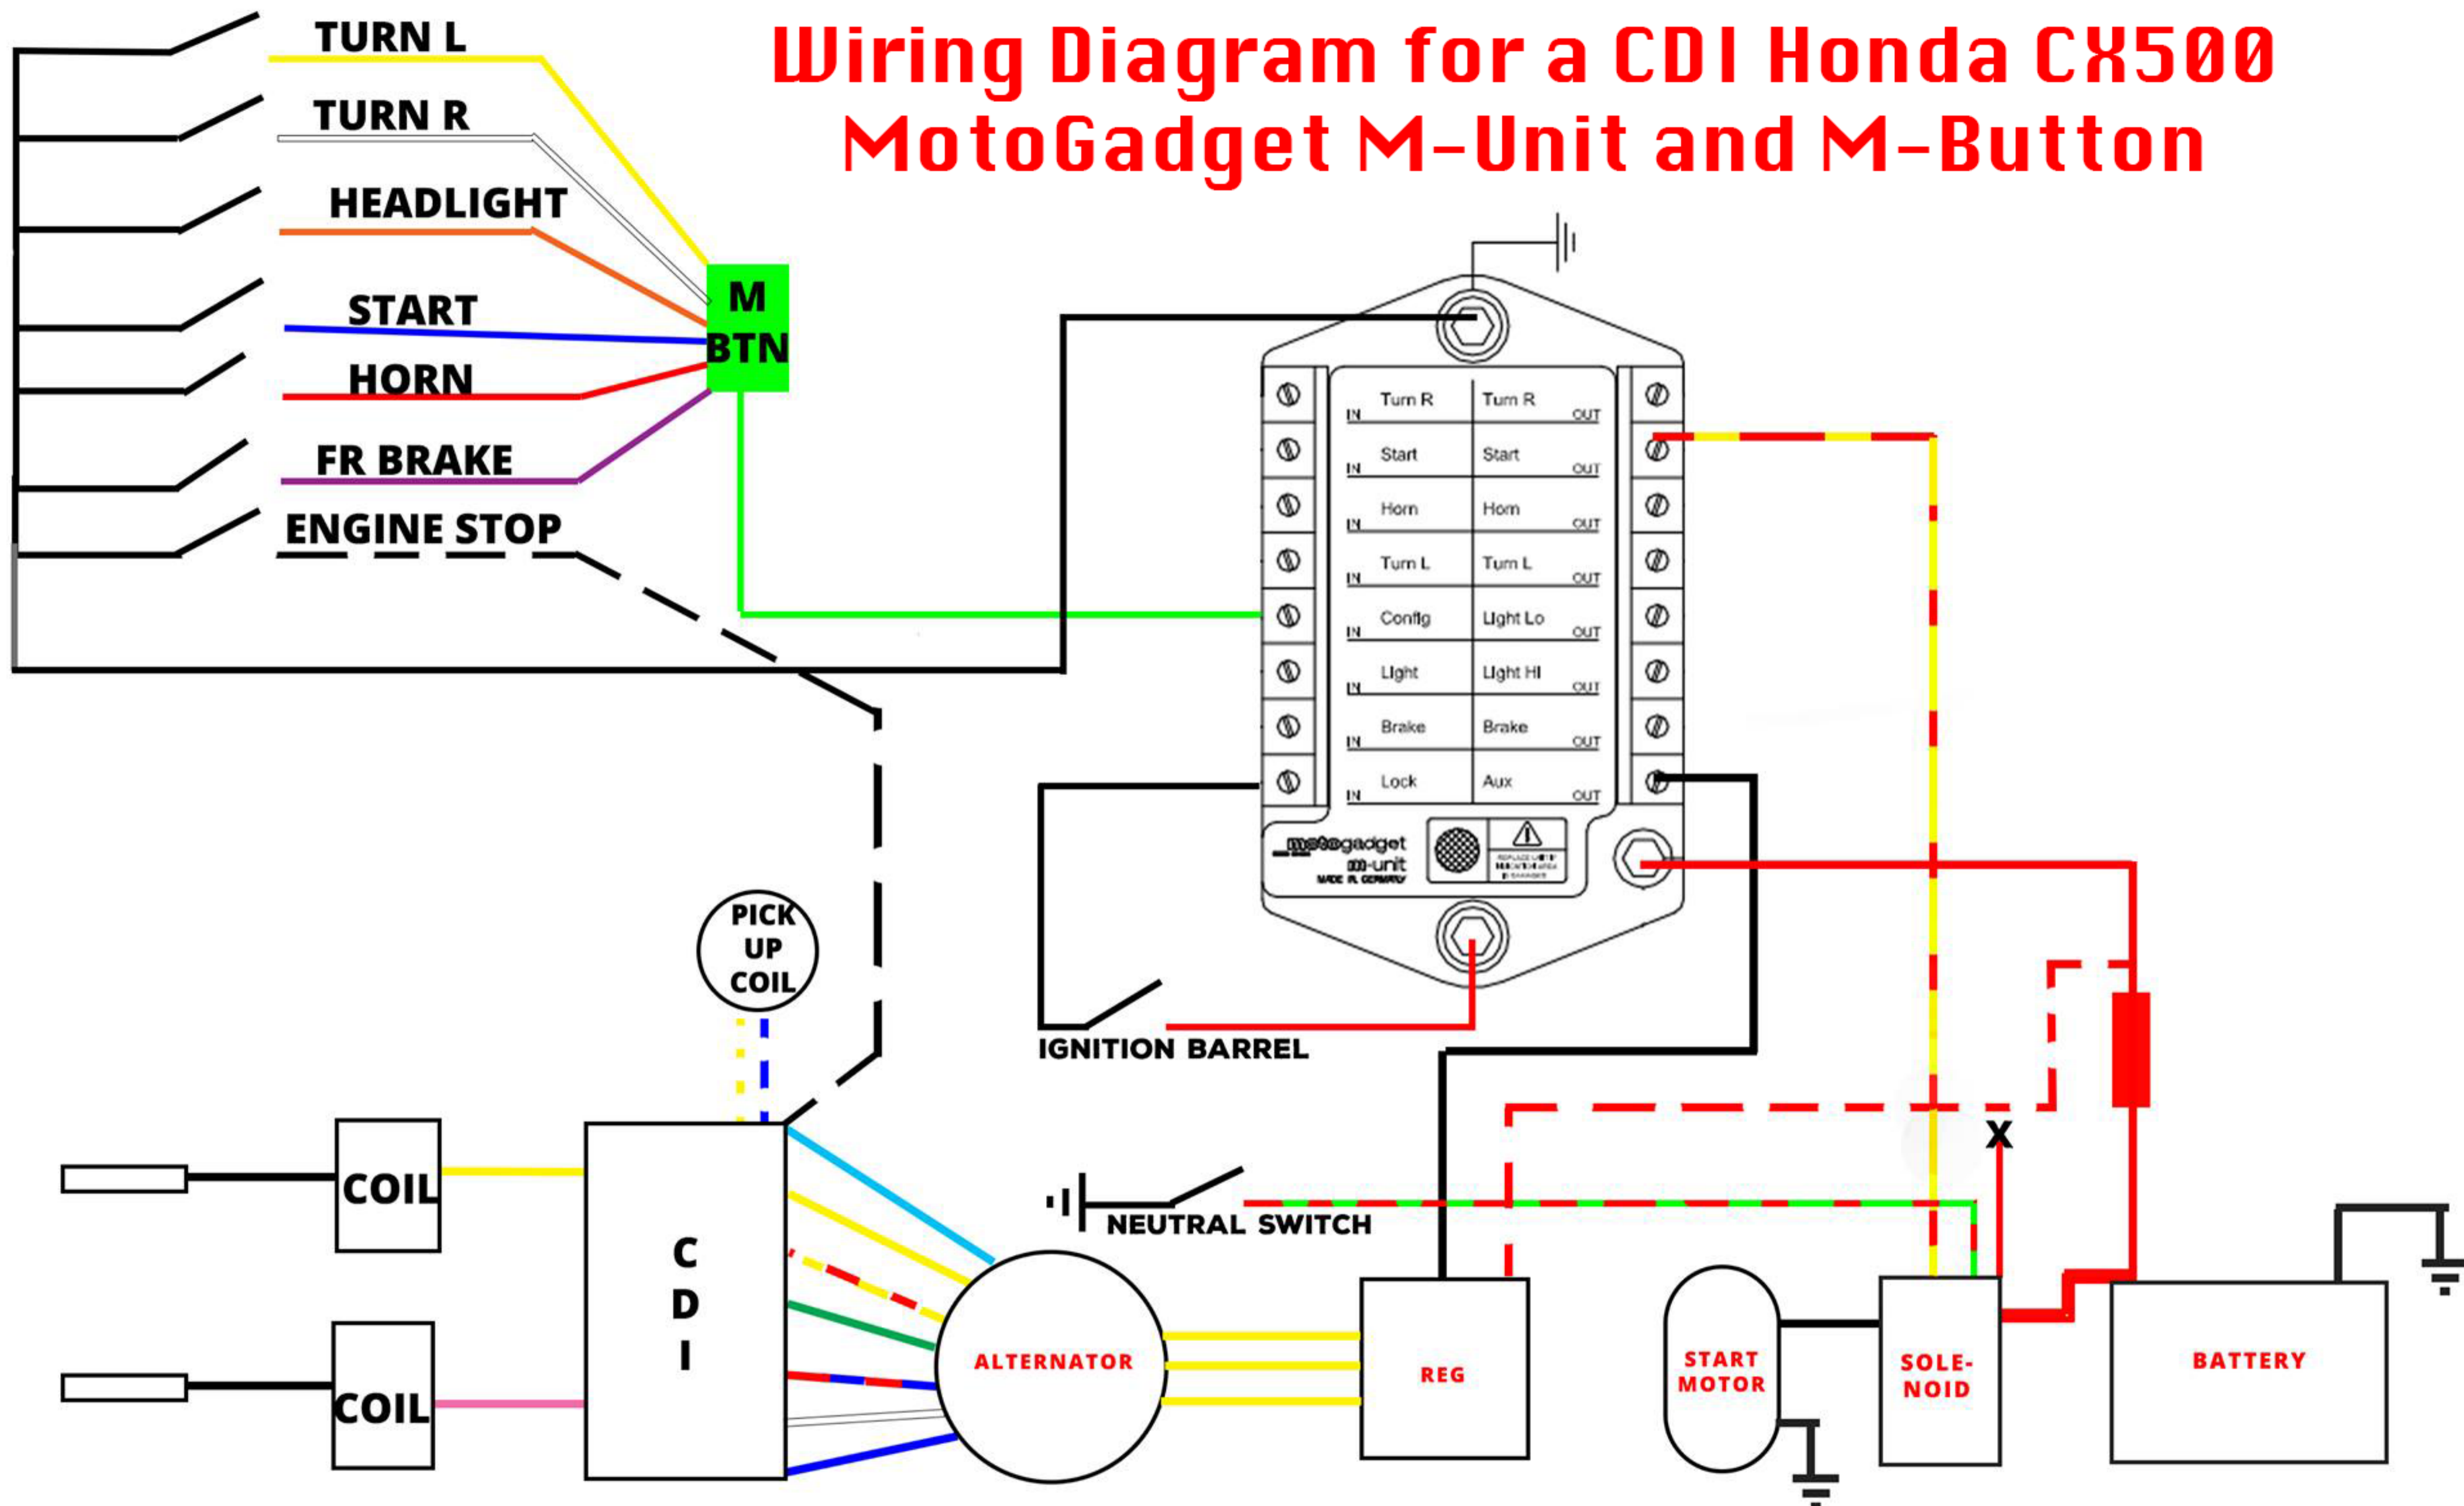 Wiring Diagram for a CDI Honda CX500
MotoGadget M-Unit and M-Button
TURN L
TURN R
HEADLIGHT
START
HORN
FR BRAKE
ENGINE STOP
M
BTN
IN Turn R Turn R OUT
IN Start Start OUT
IN Horn Horn OUT
IN Turn L Turn L OUT
IN Config Light Lo OUT
IN Light Light HI OUT
IN Brake Brake OUT
IN Lock Aux OUT
motogadget
m-unit
MADE IN GERMANY
PICK
UP
COIL
IGNITION BARREL
X
NEUTRAL SWITCH
COIL
COIL
C
D
I
ALTERNATOR
REG
START
MOTOR
SOLE-
NOID
BATTERY